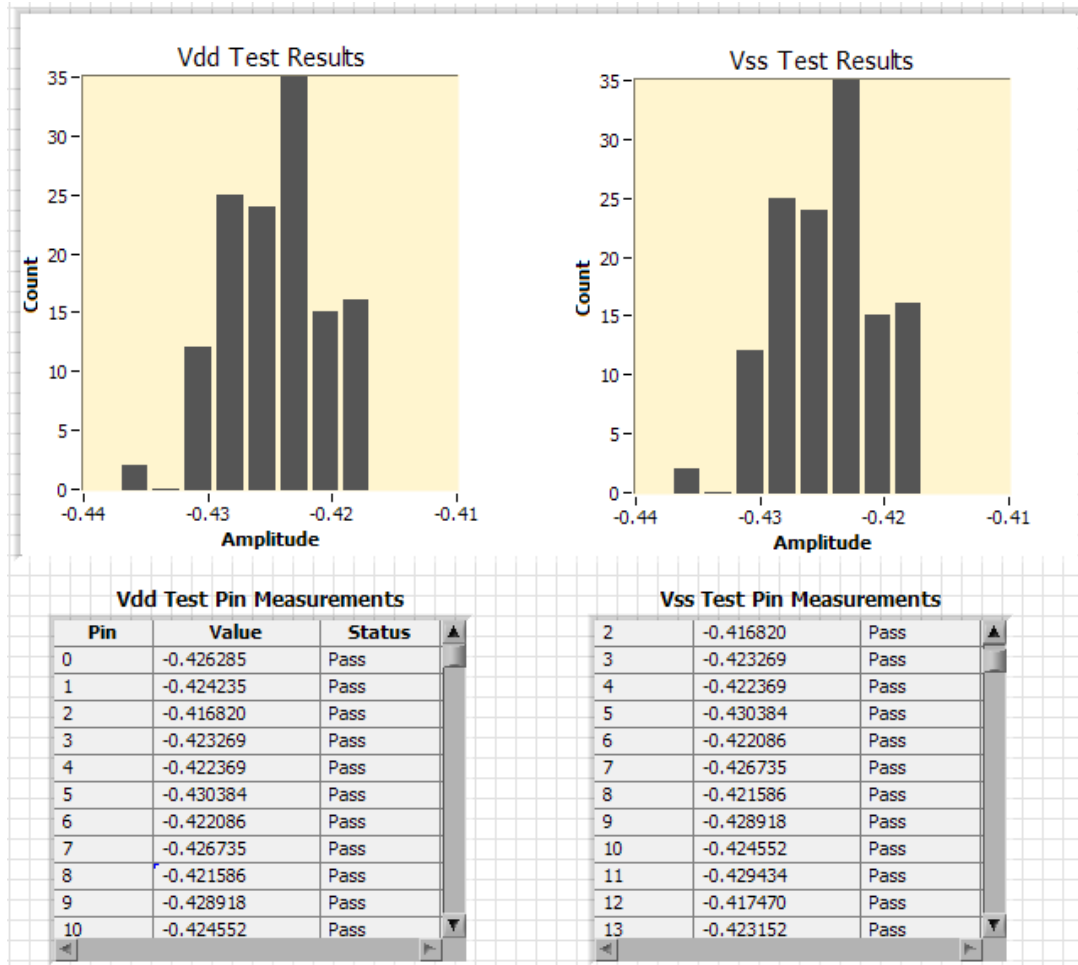 Vdd Test Results
35
30
25
20
15
10
5
0
Count
-0.44 -0.43 -0.42 -0.41
Amplitude
Vss Test Results
35
30
25
20
15
10
5
0
Count
-0.44 -0.43 -0.42 -0.41
Amplitude
Vdd Test Pin Measurements
Pin Value Status
0 -0.426285 Pass
1 -0.424235 Pass
2 -0.416820 Pass
3 -0.423269 Pass
4 -0.422369 Pass
5 -0.430384 Pass
6 -0.422086 Pass
7 -0.426735 Pass
8 -0.421586 Pass
9 -0.428918 Pass
10 -0.424552 Pass
Vss Test Pin Measurements
2 -0.416820 Pass
3 -0.423269 Pass
4 -0.422369 Pass
5 -0.430384 Pass
6 -0.422086 Pass
7 -0.426735 Pass
8 -0.421586 Pass
9 -0.428918 Pass
10 -0.424552 Pass
11 -0.429434 Pass
12 -0.417470 Pass
13 -0.423152 Pass